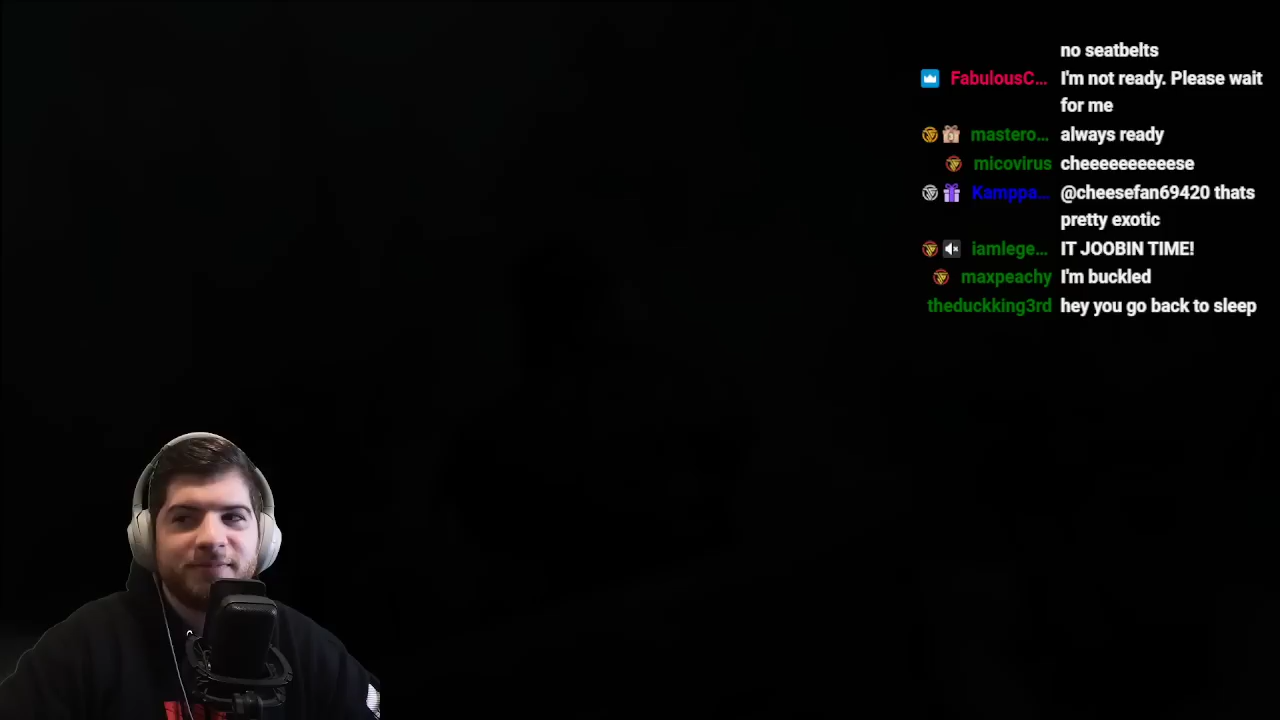 no seatbelts
FabulousC... I'm not ready. Please wait
for me
mastero... always ready
micovirus cheeeeeeeeeese
Kamppa... @cheesefan69420 thats
pretty exotic
iamlege... IT JOOBIN TIME!
maxpeachy I'm buckled
theduckking3rd hey you go back to sleep